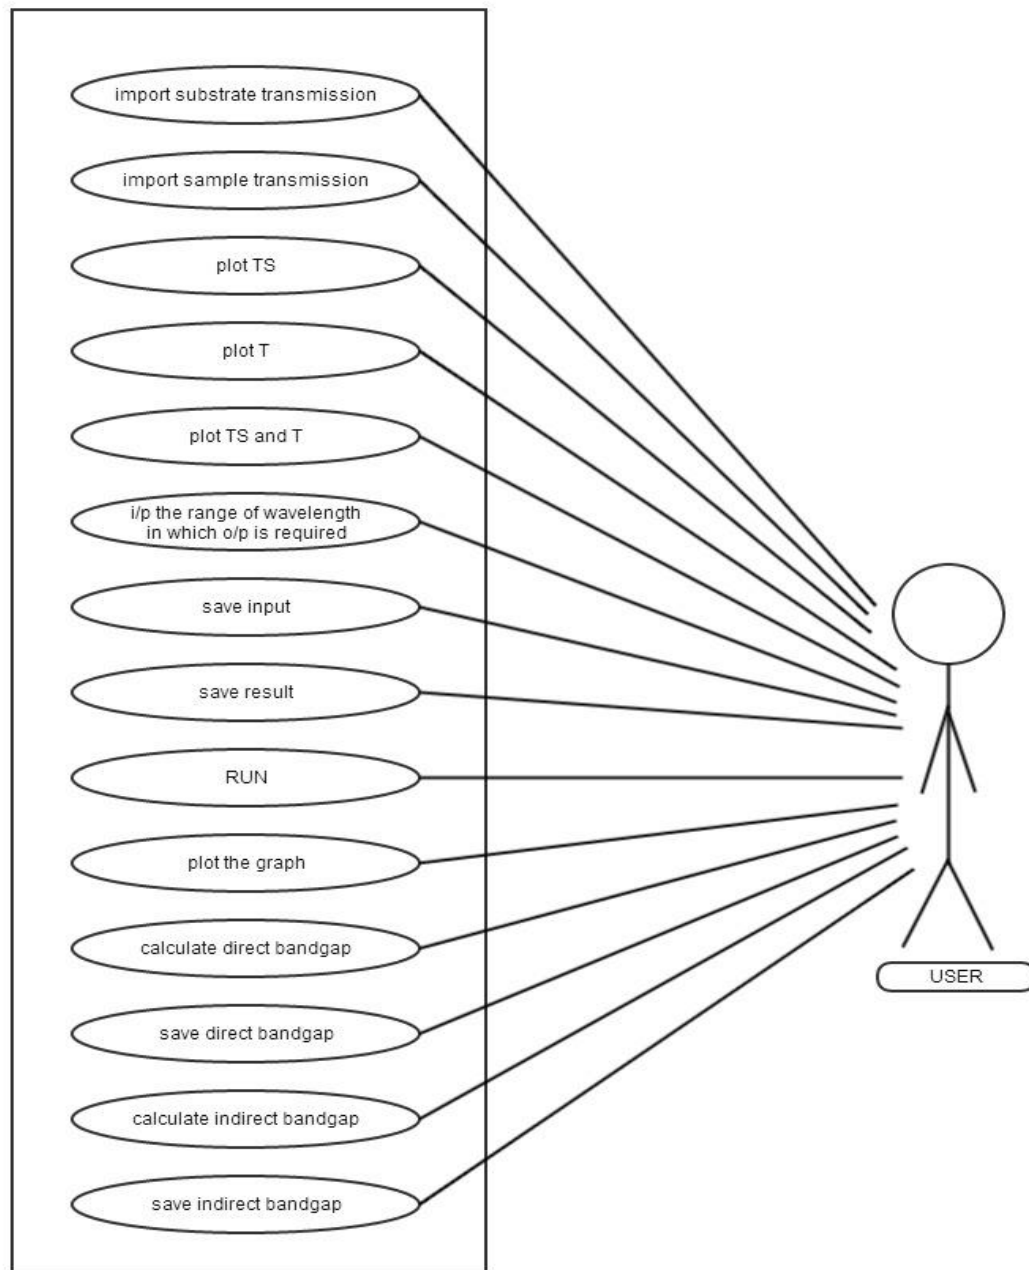 import substrate transmission
import sample transmission
plot TS
plot T
plot TS and T
i/p the range of wavelength
in which o/p is required
save input
save result
RUN
plot the graph
calculate direct bandgap
save direct bandgap
calculate indirect bandgap
save indirect bandgap
USER